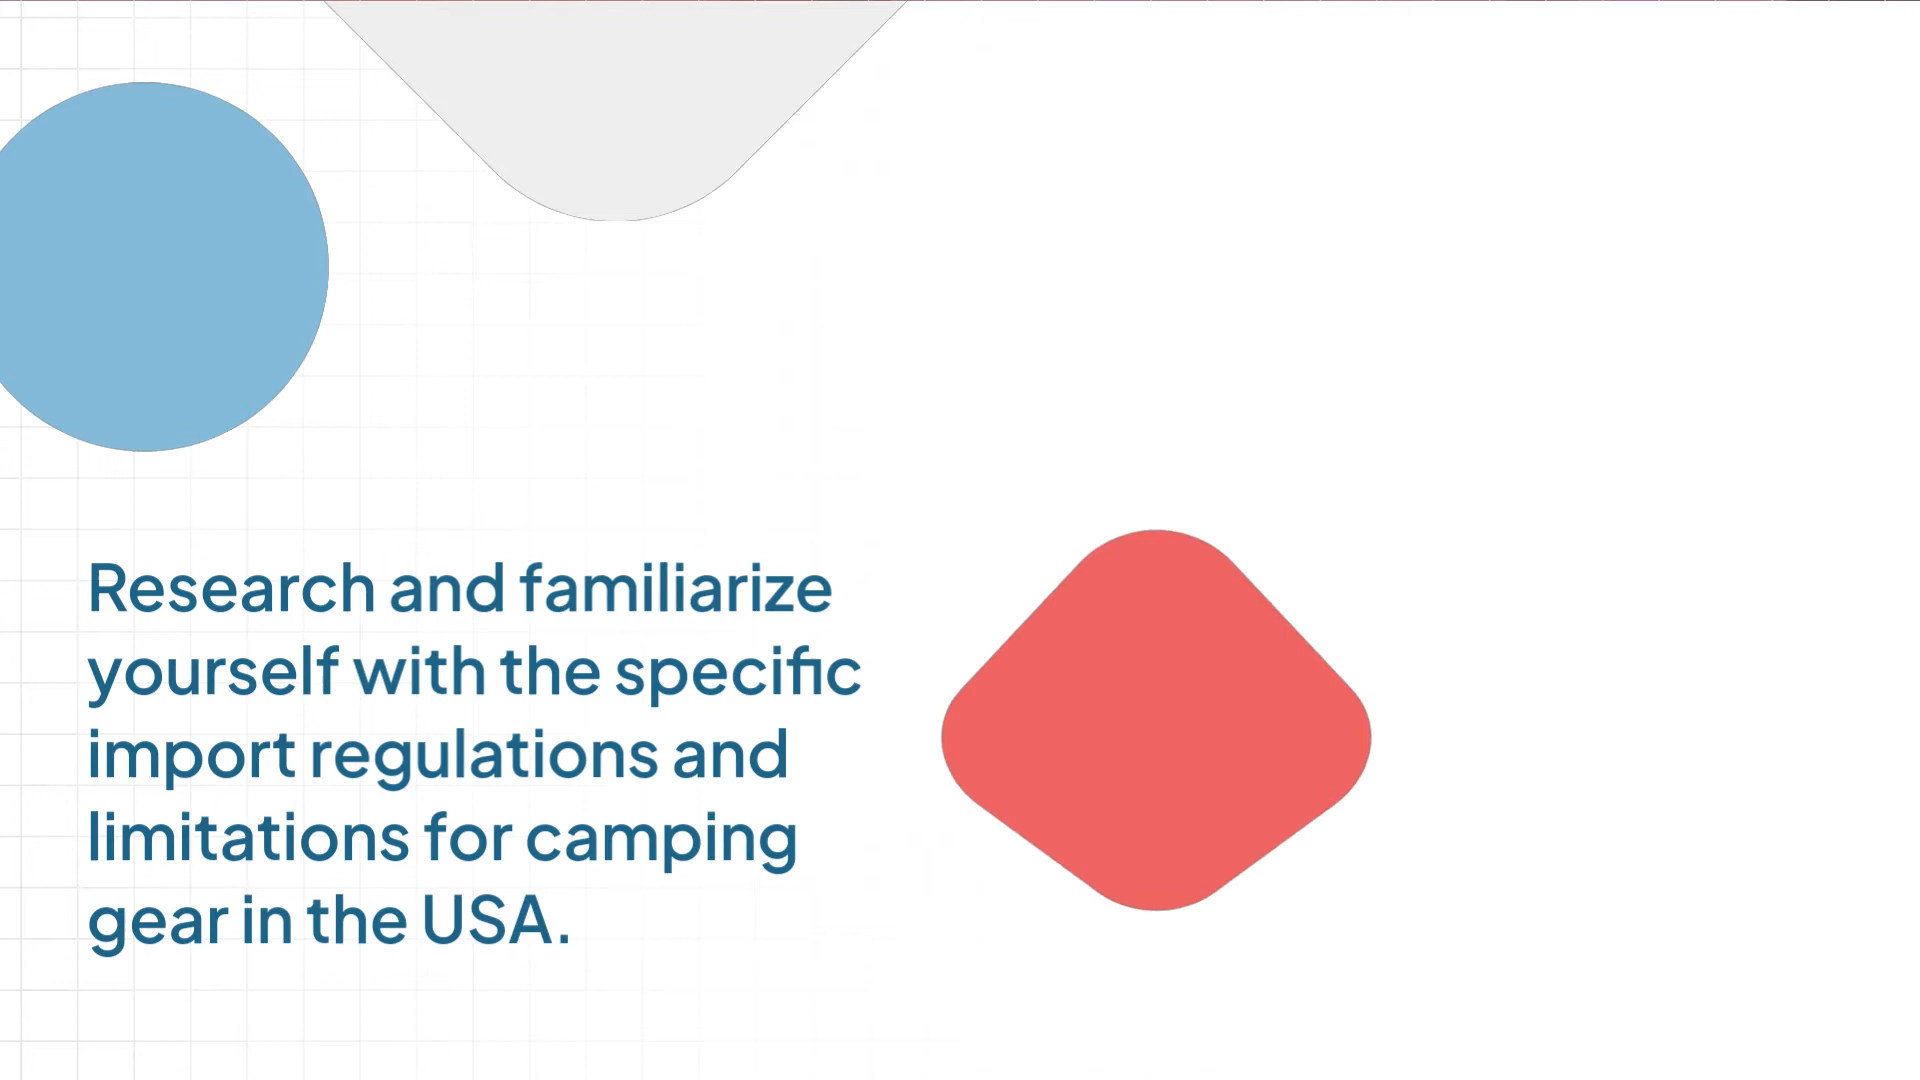 Research and familiarize
yourself with the specific
import regulations and
limitations for camping
gear in the USA.